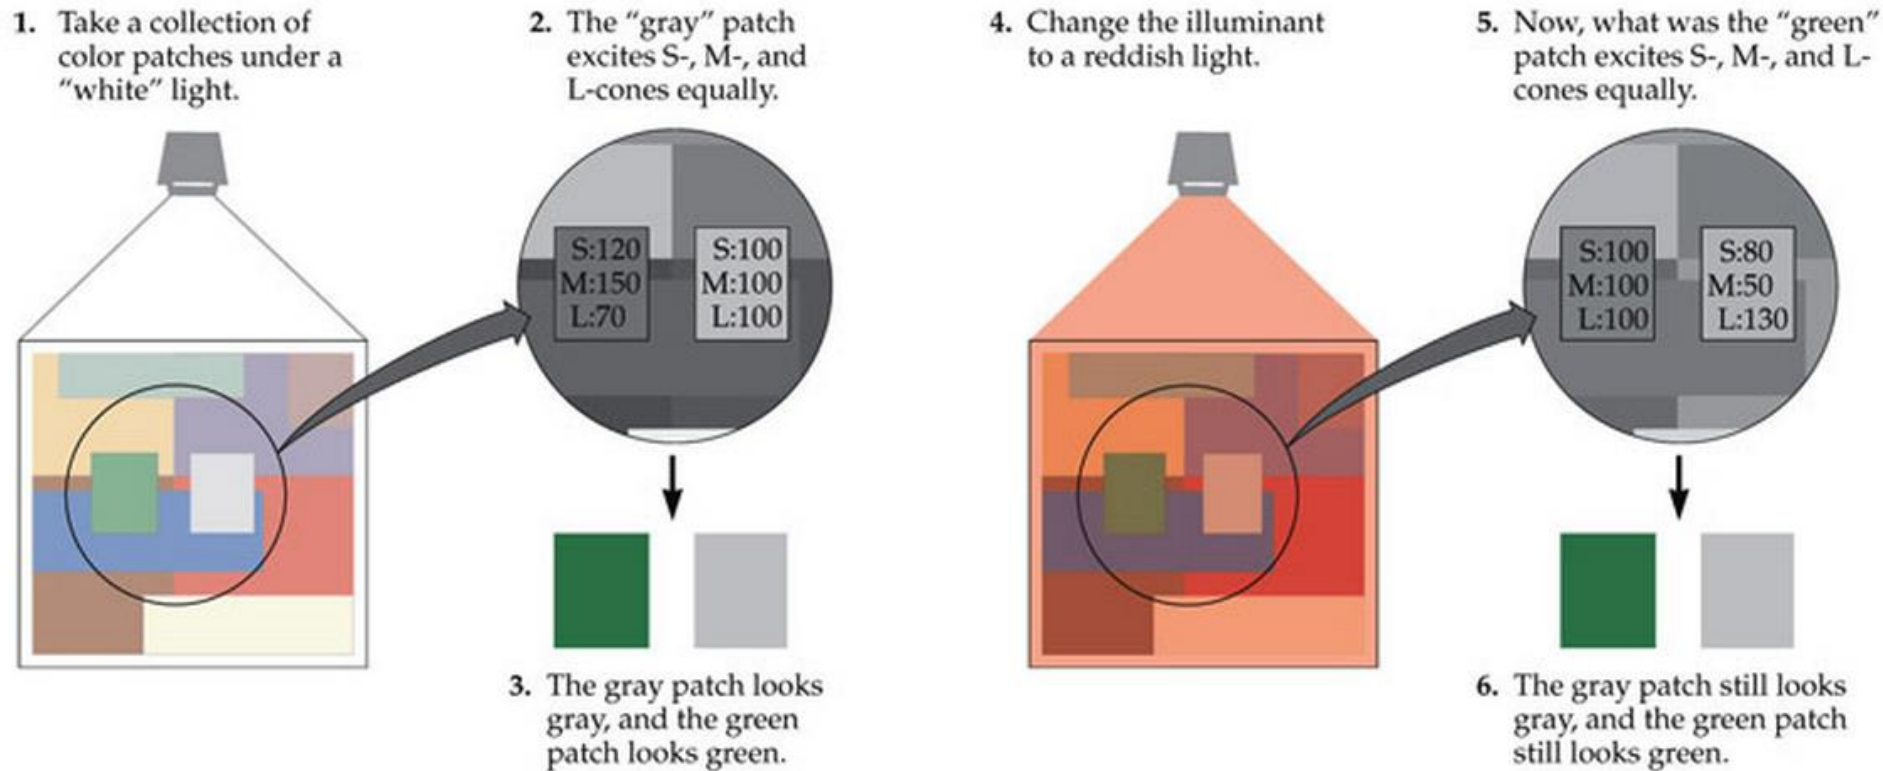 1. Take a collection of
color patches under a
“white” light.
2. The “gray” patch
excites S-, M-, and
L-cones equally.
S:120
M:150
L:70
S:100
M:100
L:100
3. The gray patch looks
gray, and the green
patch looks green.
4. Change the illuminant
to a reddish light.
5. Now, what was the “green”
patch excites S-, M-, and L-
cones equally.
S:100
M:100
L:100
S:80
M:50
L:130
6. The gray patch still looks
gray, and the green patch
still looks green.